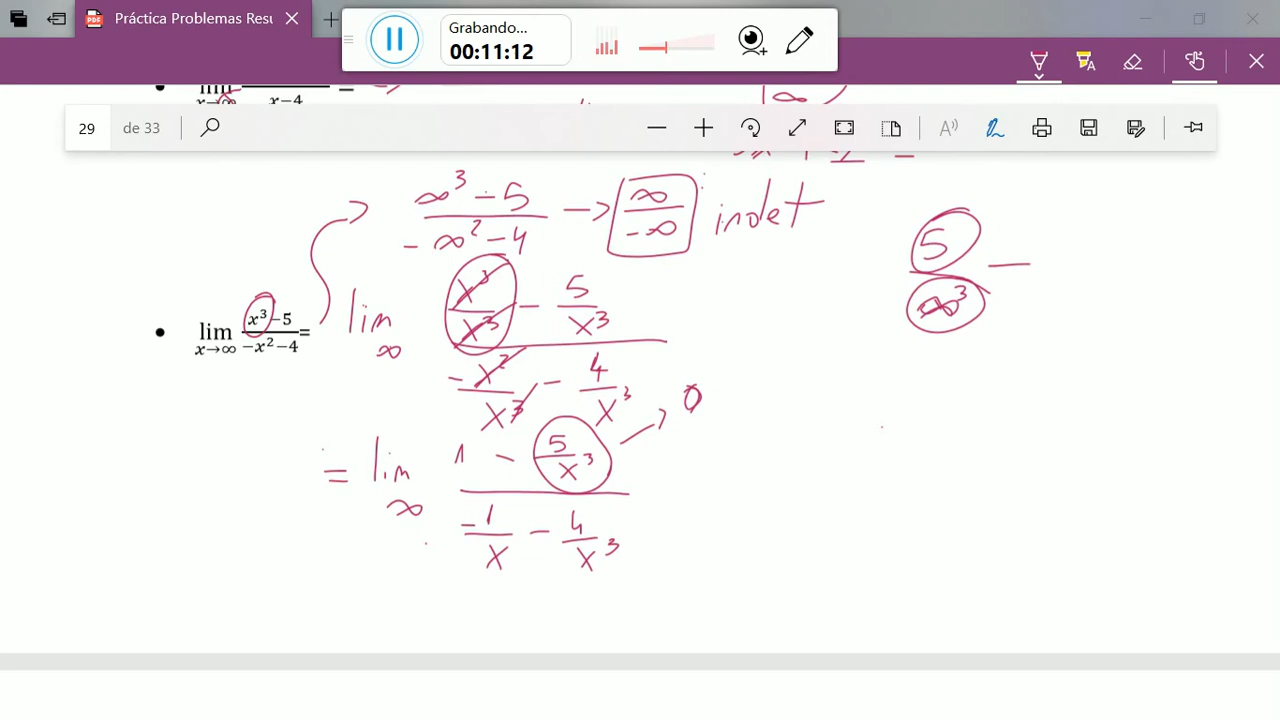 Práctica Problemas Resu
Grabando...
00:11:12
lim
x→∞ x−4 =
29 de 33
∞³ − 5
− ∞² − 4
→ ∞
− ∞
indet
5
∞³
−
x³−5
lim =
x→∞ −x²−4
lim x³/x³ − 5/x³
∞
−x²/x³ − 4/x³
→ 0
= lim 1 − 5/x³
∞
−1/x − 4/x³